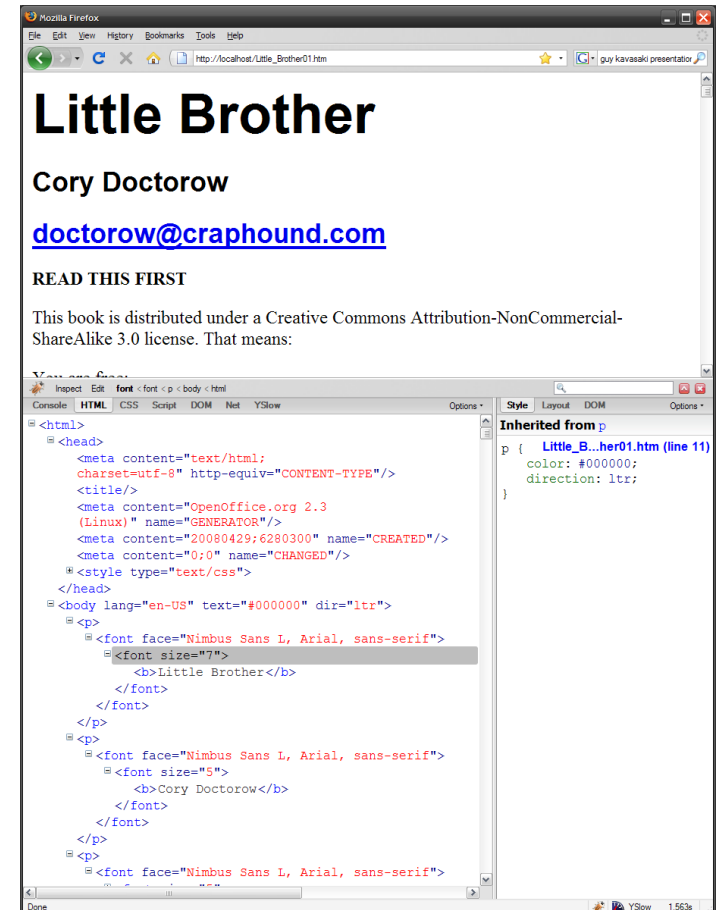 Mozilla Firefox
File Edit View History Bookmarks Tools Help
http://localhost/Little_Brother01.htm
guy kavasaki presentatior
Little Brother
Cory Doctorow
doctorow@craphound.com
READ THIS FIRST
This book is distributed under a Creative Commons Attribution-NonCommercial-
ShareAlike 3.0 license. That means:
You are free:
Inspect Edit font < font < p < body < html
Console HTML CSS Script DOM Net YSlow Options
<html>
<head>
<meta content="text/html;
charset=utf-8" http-equiv="CONTENT-TYPE"/>
<title/>
<meta content="OpenOffice.org 2.3
(Linux)" name="GENERATOR"/>
<meta content="20080429;6280300" name="CREATED"/>
<meta content="0;0" name="CHANGED"/>
<style type="text/css">
</head>
<body lang="en-US" text="#000000" dir="ltr">
<p>
<font face="Nimbus Sans L, Arial, sans-serif">
<font size="7">
<b>Little Brother</b>
</font>
</font>
</p>
<p>
<font face="Nimbus Sans L, Arial, sans-serif">
<font size="5">
<b>Cory Doctorow</b>
</font>
</font>
</p>
<p>
<font face="Nimbus Sans L, Arial, sans-serif">
Style Layout DOM Options
Inherited from p
p { Little_B...her01.htm (line 11)
color: #000000;
direction: ltr;
}
Done
YSlow 1.563s